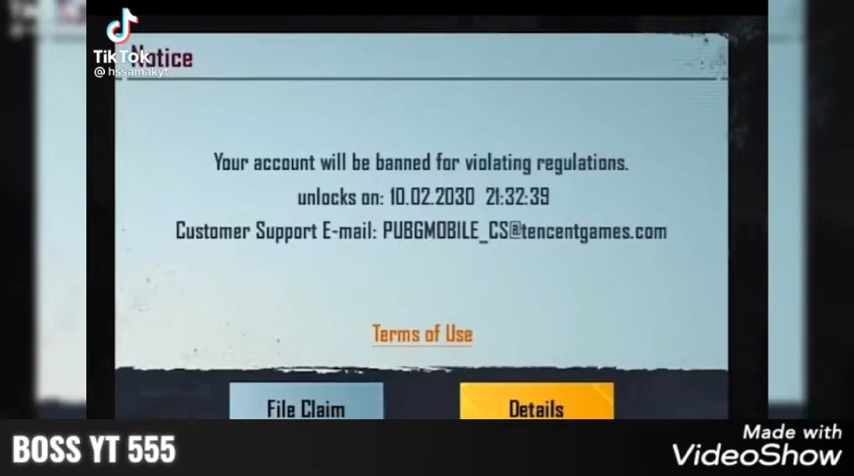 TikTok
@hssamakyt
Notice
Your account will be banned for violating regulations.
unlocks on: 10.02.2030 21:32:39
Customer Support E-mail: PUBGMOBILE_CS@tencentgames.com
Terms of Use
File Claim
Details
BOSS YT 555
Made with
VideoShow